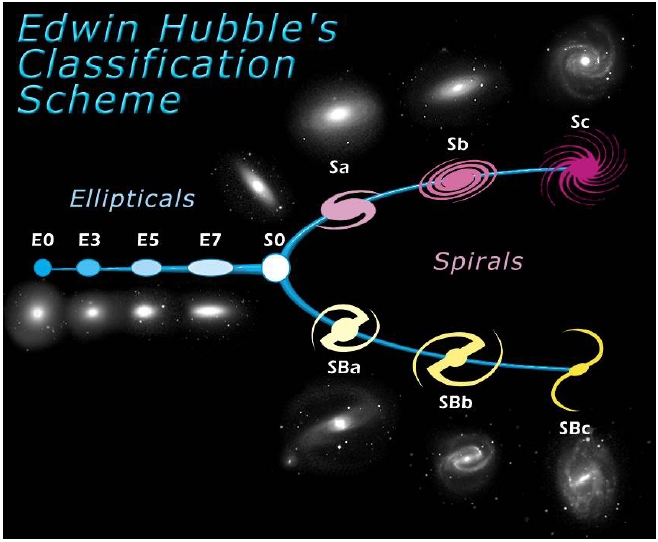 Edwin Hubble's
Classification
Scheme
Ellipticals
E0 E3 E5 E7 S0
Sa
Sb
Sc
Spirals
SBa
SBb
SBc